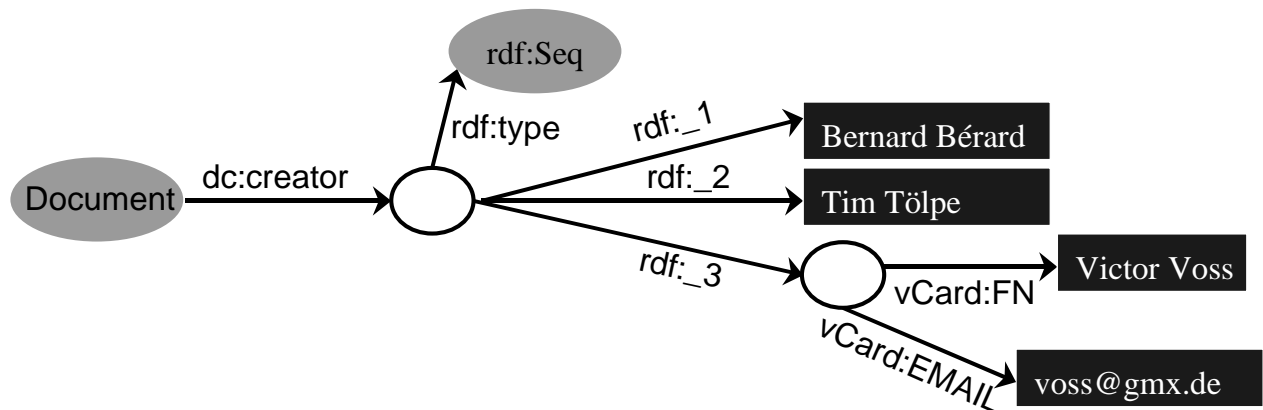 rdf:Seq
rdf:type
rdf:_1
Bernard Bérard
Document
dc:creator
rdf:_2
Tim Tölpe
rdf:_3
Victor Voss
vCard:FN
vCard:EMAIL
voss@gmx.de